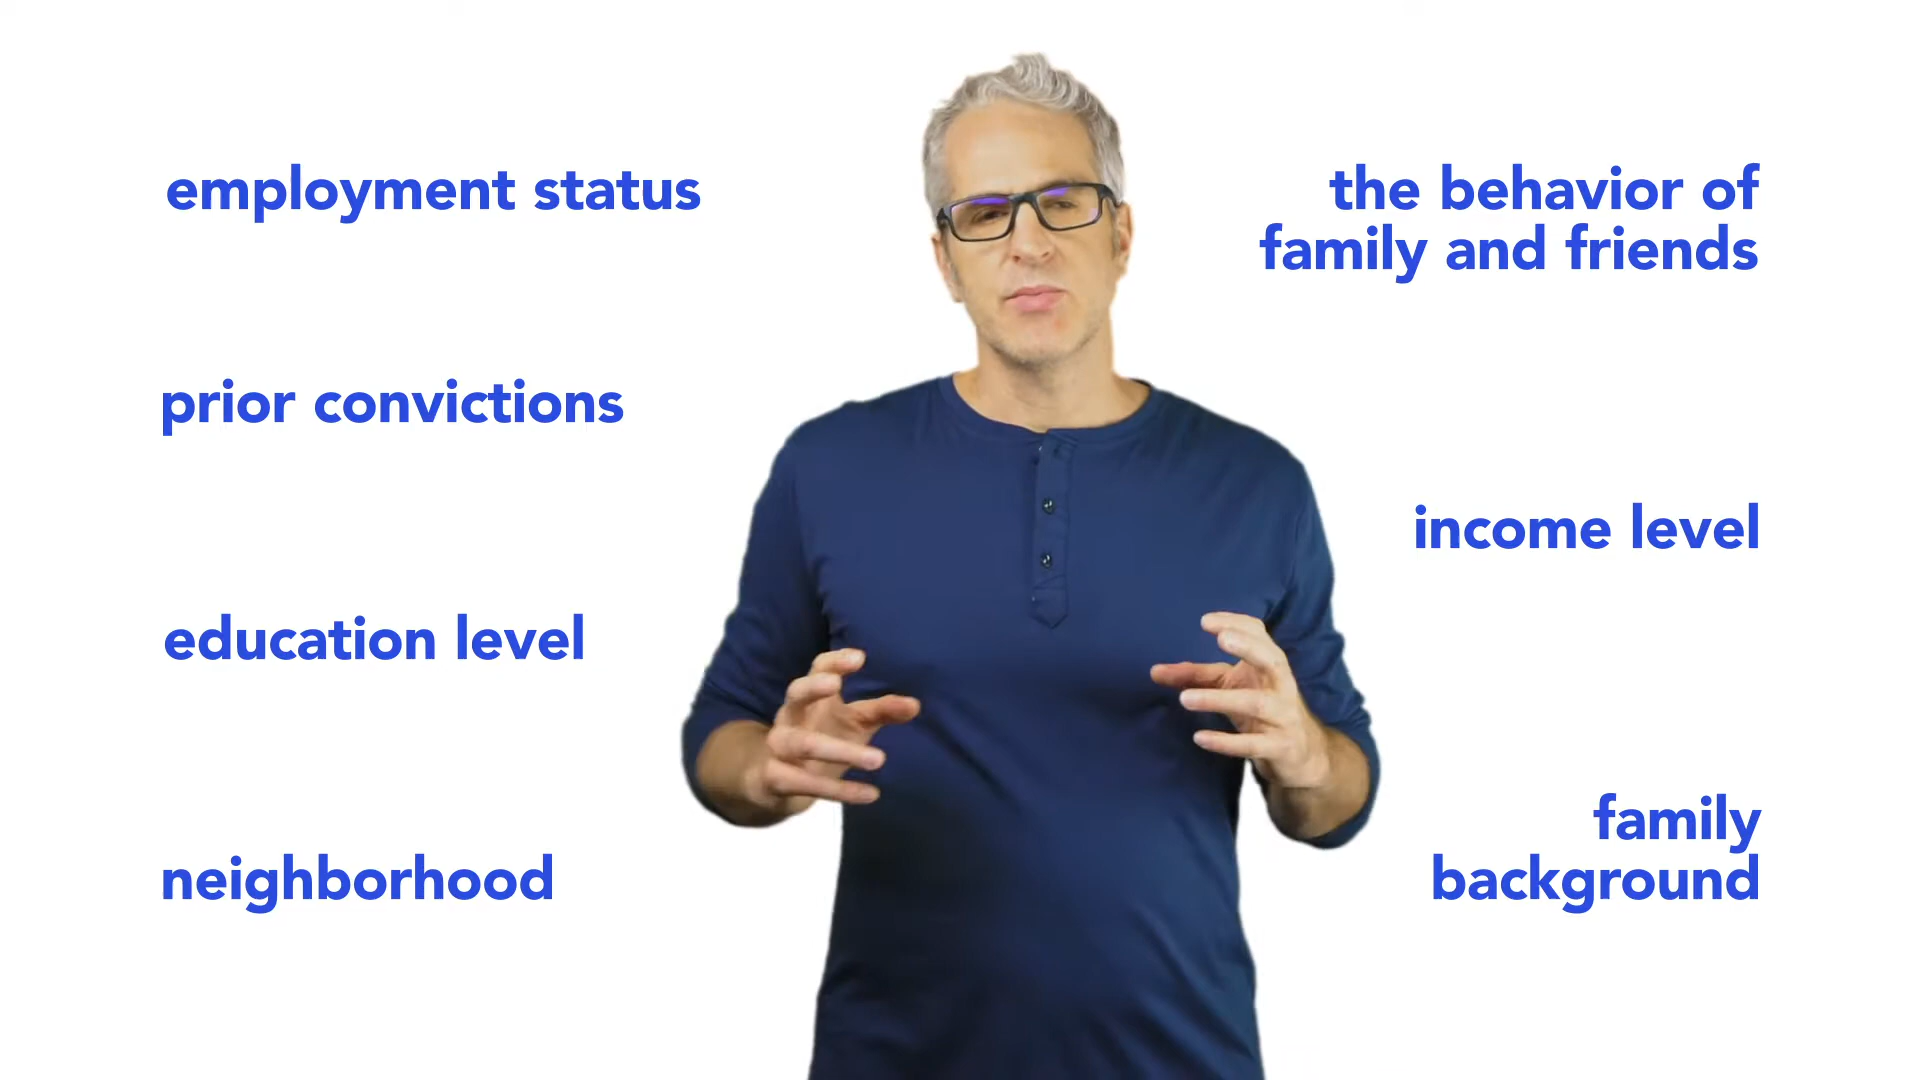 employment status
prior convictions
education level
neighborhood
the behavior of
family and friends
income level
family
background